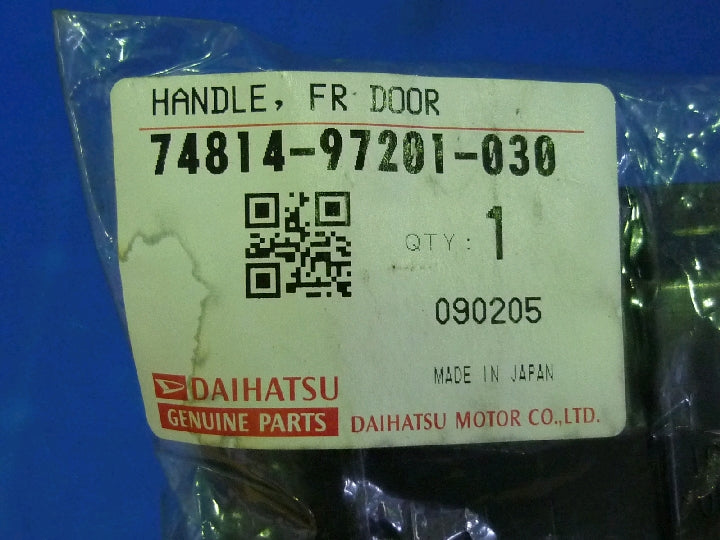 HANDLE, FR DOOR
74814-97201-030
QTY: 1
090205
MADE IN JAPAN
DAIHATSU
GENUINE PARTS DAIHATSU MOTOR CO.,LTD.